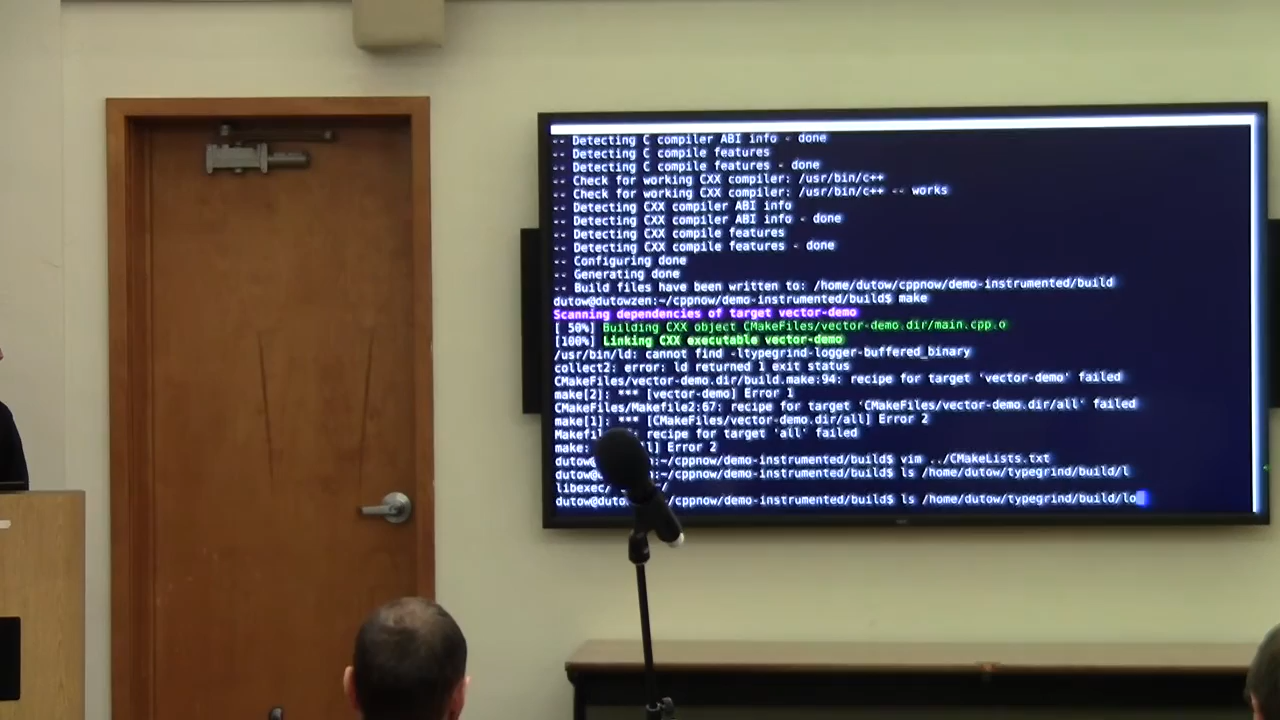 -- Detecting C compiler ABI info - done
-- Detecting C compile features
-- Detecting C compile features - done
-- Check for working CXX compiler: /usr/bin/c++
-- Check for working CXX compiler: /usr/bin/c++ -- works
-- Detecting CXX compiler ABI info
-- Detecting CXX compiler ABI info - done
-- Detecting CXX compile features
-- Detecting CXX compile features - done
-- Configuring done
-- Generating done
-- Build files have been written to: /home/dutow/cppnow/demo-instrumented/build
dutow@dutowzen:~/cppnow/demo-instrumented/build$ make
Scanning dependencies of target vector-demo
[ 50%] Building CXX object CMakeFiles/vector-demo.dir/main.cpp.o
[100%] Linking CXX executable vector-demo
/usr/bin/ld: cannot find -ltypegrind-logger-buffered_binary
collect2: error: ld returned 1 exit status
CMakeFiles/vector-demo.dir/build.make:94: recipe for target 'vector-demo' failed
make[2]: *** [vector-demo] Error 1
CMakeFiles/Makefile2:67: recipe for target 'CMakeFiles/vector-demo.dir/all' failed
make[1]: *** [CMakeFiles/vector-demo.dir/all] Error 2
recipe for target 'all' failed
make: Error 2
:~/cppnow/demo-instrumented/build$ vim ../CMakeLists.txt
:~/cppnow/demo-instrumented/build$ ls /home/dutow/typegrind/build/l
libexec/
:~/cppnow/demo-instrumented/build$ ls /home/dutow/typegrind/build/lo